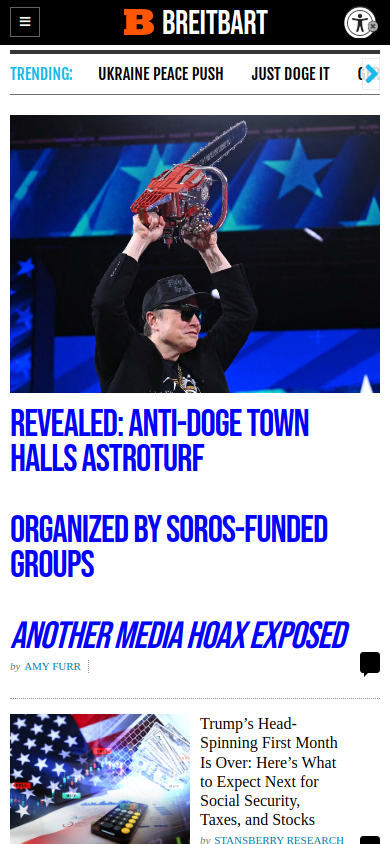 BREITBART
TRENDING: UKRAINE PEACE PUSH JUST DOGE IT
REVEALED: ANTI-DOGE TOWN
HALLS ASTROTURF
ORGANIZED BY SOROS-FUNDED
GROUPS
ANOTHER MEDIA HOAX EXPOSED
by AMY FURR
Trump’s Head-
Spinning First Month
Is Over: Here’s What
to Expect Next for
Social Security,
Taxes, and Stocks
by STANSBERRY RESEARCH